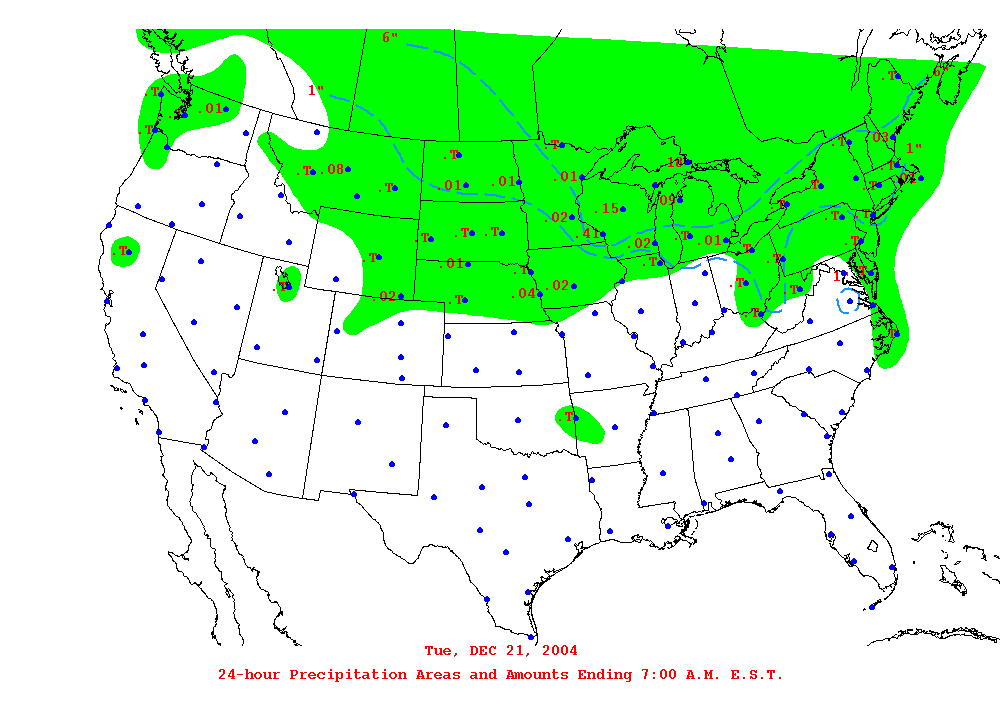 6"
6"
.T
1"
.01
.T
.03
.T
.T
1"
.T
.T
.10
.T
.08
.T
.T
.01
.01
.01
.T
.T
.02
.T
.09
.15
.T
.02
.T
.T
.T
.T
.T
.41
.T
.01
.T
.02
.T
.T
.T
.T
.01
.T
.T
.T
1"
.T
.T
.02
.T
.02
.T
.04
.T
.T
.T
.T
Tue, DEC 21, 2004
24-hour Precipitation Areas and Amounts Ending 7:00 A.M. E.S.T.